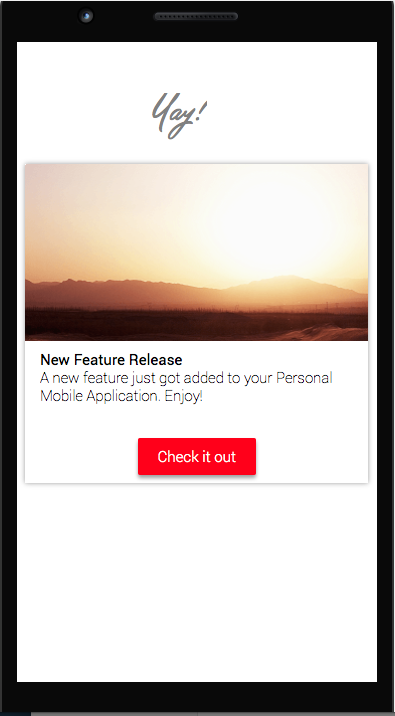 Yay!
New Feature Release
A new feature just got added to your Personal
Mobile Application. Enjoy!
Check it out